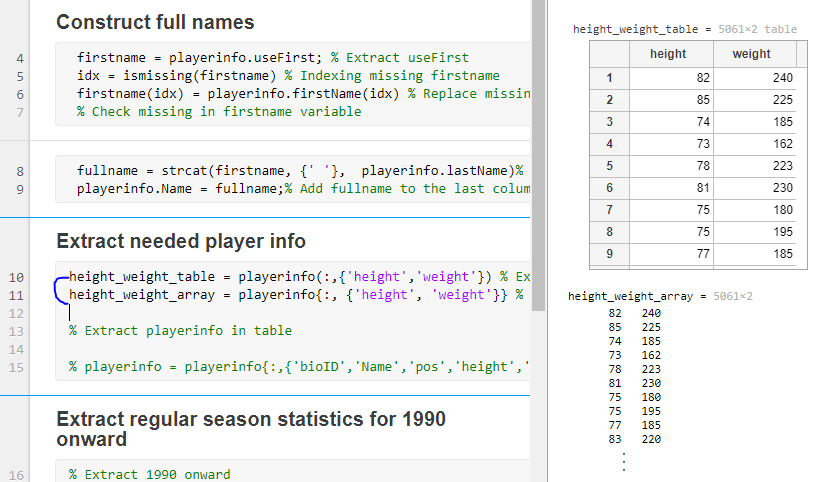 Construct full names
4 firstname = playerinfo.useFirst; % Extract useFirst
5 idx = ismissing(firstname) % Indexing missing firstname
6 firstname(idx) = playerinfo.firstName(idx) % Replace missin
7 % Check missing in firstname variable
8 fullname = strcat(firstname, {' '}, playerinfo.lastName)%
9 playerinfo.Name = fullname;% Add fullname to the last colum
Extract needed player info
10 height_weight_table = playerinfo(:,{'height','weight'}) % Ex
11 height_weight_array = playerinfo{:, {'height', 'weight'}} %
12
13 % Extract playerinfo in table
14
15 % playerinfo = playerinfo{:,{'bioID','Name','pos','height','
Extract regular season statistics for 1990
onward
16 % Extract 1990 onward
height_weight_table = 5061×2 table
height weight
1 82 240
2 85 225
3 74 185
4 73 162
5 78 223
6 81 230
7 75 180
8 75 195
9 77 185
height_weight_array = 5061×2
82 240
85 225
74 185
73 162
78 223
81 230
75 180
75 195
77 185
83 220
⋮